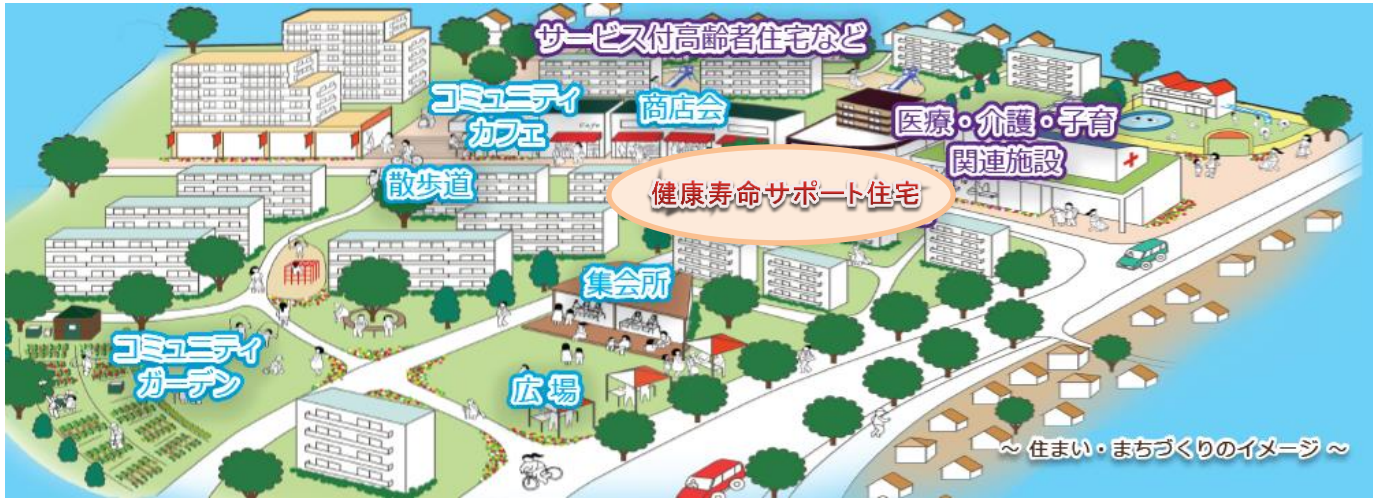 サービス付高齢者住宅など
コミュニティ
カフェ
Cafe
商店会
医療・介護・子育
関連施設
散歩道
健康寿命サポート住宅
集会所
コミュニティ
ガーデン
広場
～ 住まい・まちづくりのイメージ ～